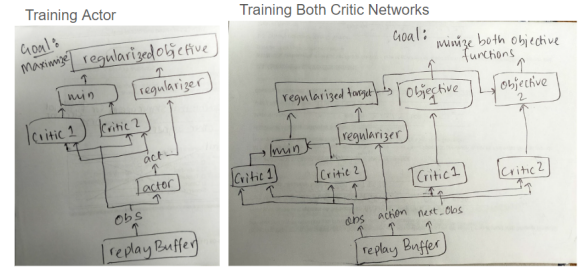 Training Actor
Goal:
Maximize
regularized objective
min
regularizer
Critic 1
Critic 2
act
actor
obs
replay Buffer
Training Both Critic Networks
Goal: minize both objective
functions
regularized target
Objective
1
objective
2
regularizer
min
Critic 1
Critic 2
Critic 1
Critic 2
obs
action
next_obs
replay Buffer